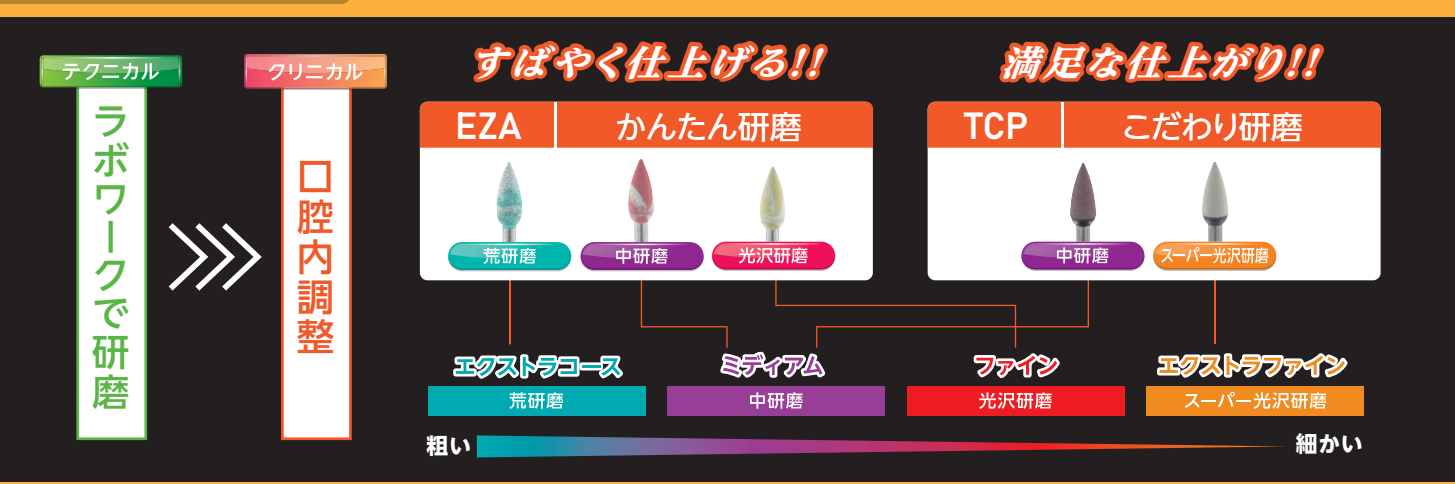 テクニカル
ラボワークで研磨
クリニカル
口腔内調整
すばやく仕上げる!!
EZA
かんたん研磨
荒研磨
中研磨
光沢研磨
満足な仕上がり!!
TCP
こだわり研磨
中研磨
スーパー光沢研磨
エクストラコース
荒研磨
ミディアム
中研磨
ファイン
光沢研磨
エクストラファイン
スーパー光沢研磨
粗い
細かい